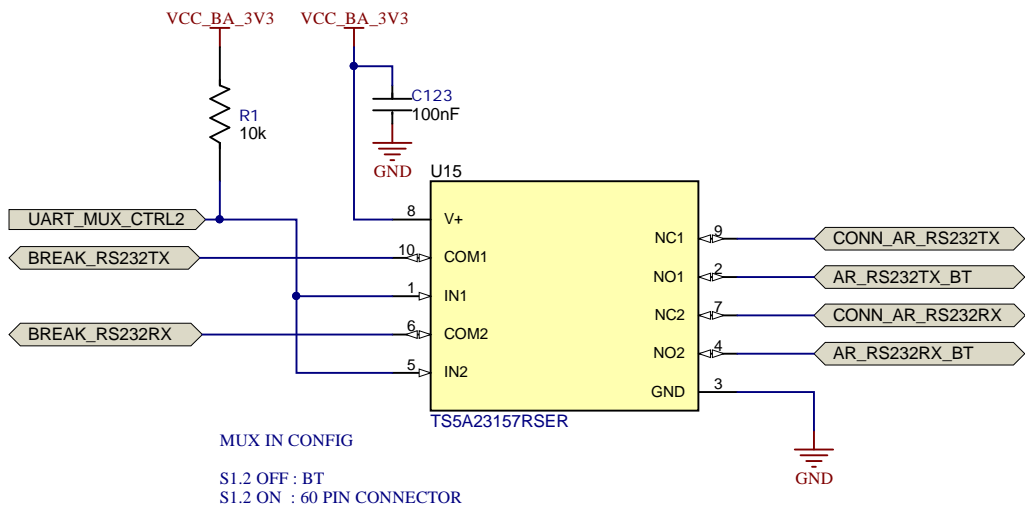 VCC_BA_3V3
VCC_BA_3V3
R1
10k
C123
100nF
GND
U15
UART_MUX_CTRL2
8
V+
NC1
9
CONN_AR_RS232TX
BREAK_RS232TX
10
COM1
NO1
2
AR_RS232TX_BT
1
IN1
NC2
7
CONN_AR_RS232RX
BREAK_RS232RX
6
COM2
NO2
4
AR_RS232RX_BT
5
IN2
GND
3
TS5A23157RSER
GND
MUX IN CONFIG
S1.2 OFF : BT
S1.2 ON : 60 PIN CONNECTOR